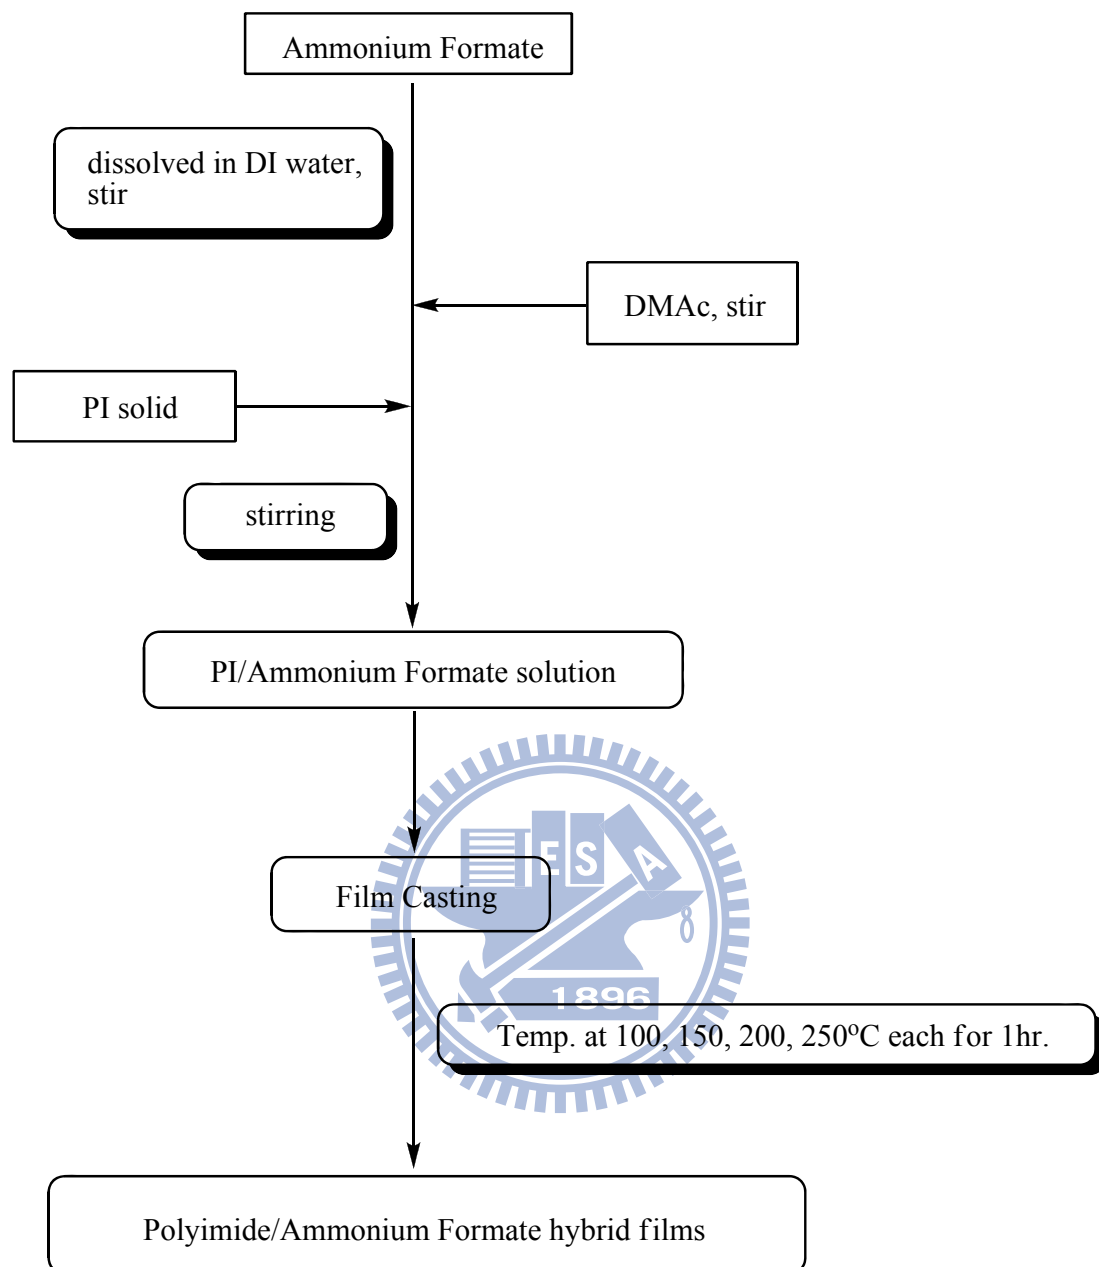 Ammonium Formate
dissolved in DI water,
stir
DMAc, stir
PI solid
stirring
PI/Ammonium Formate solution
E S A
Film Casting
1896
Temp. at 100, 150, 200, 250ºC each for 1hr.
Polyimide/Ammonium Formate hybrid films